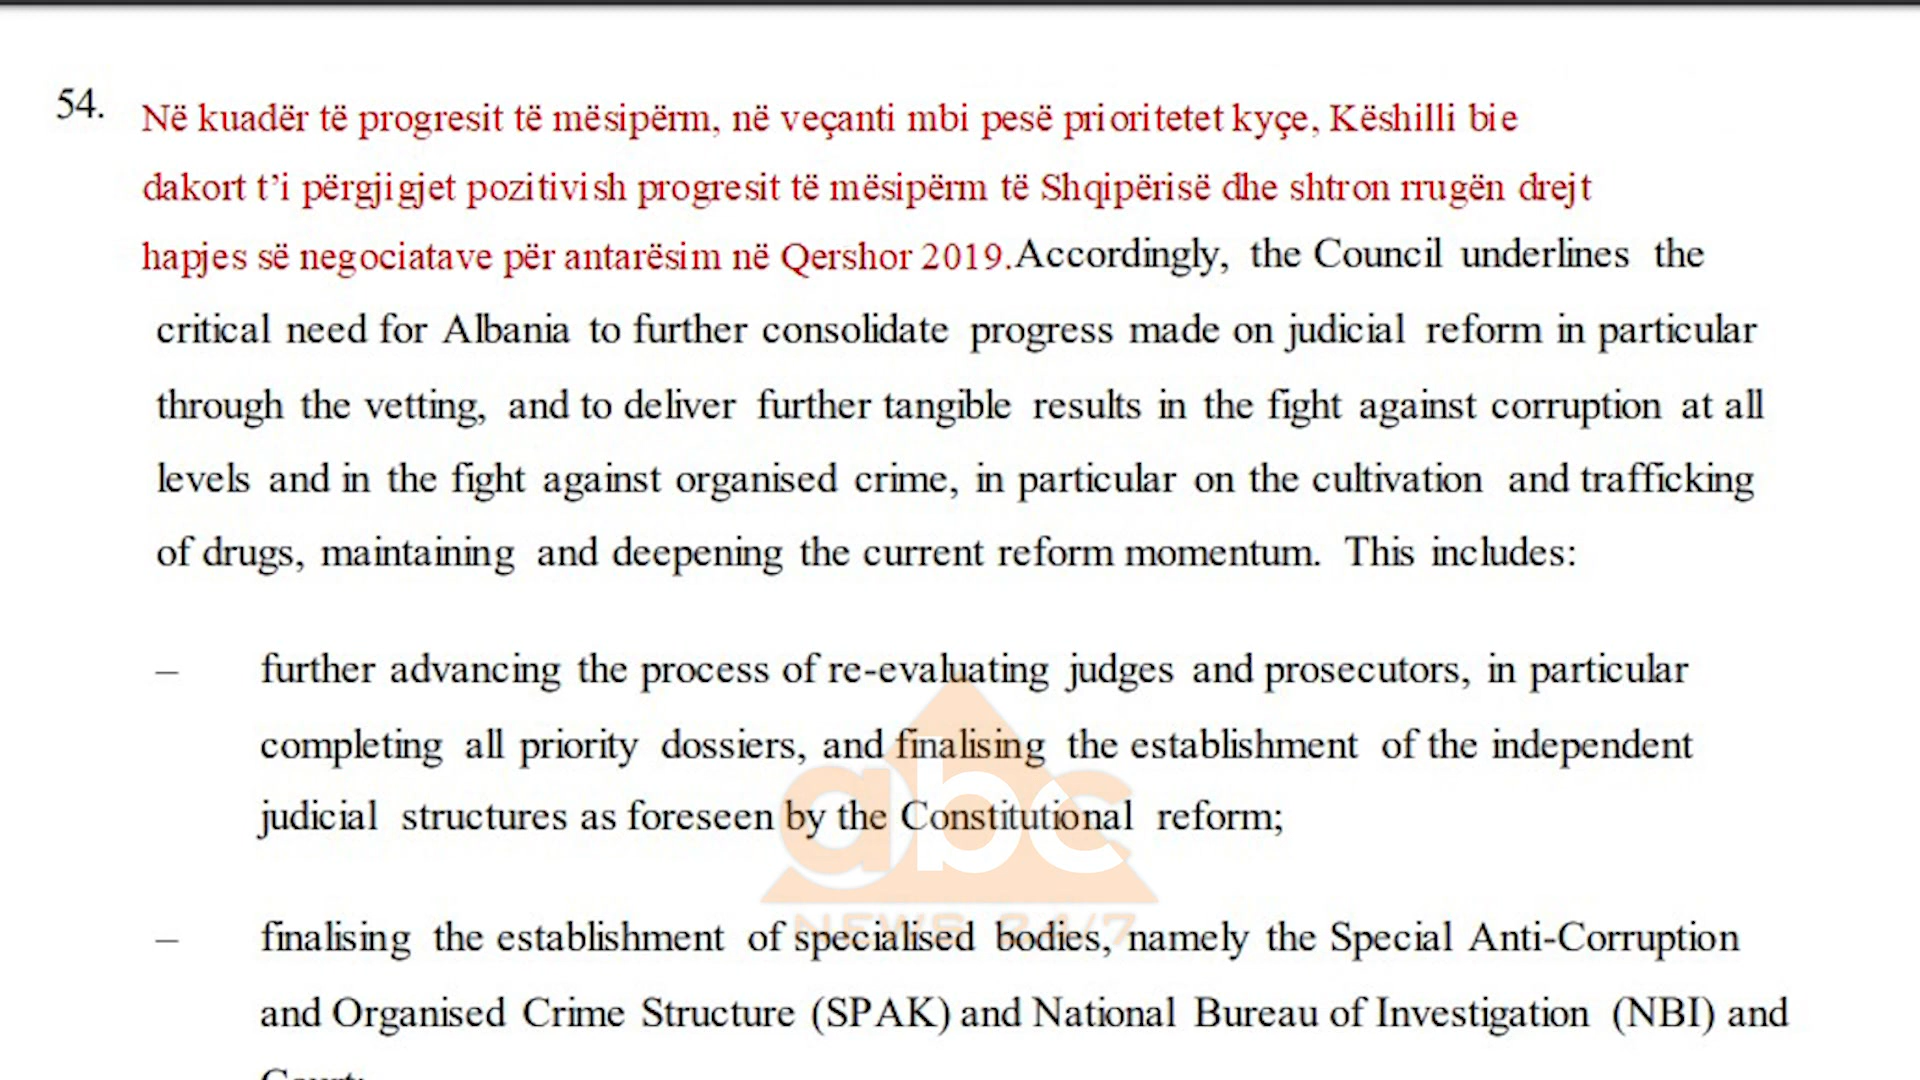 54. Në kuadër të progresit të mësipërm, në veçanti mbi pesë prioritetet kyçe, Këshilli bie
dakort t’i përgjigjet pozitivish progresit të mësipërm të Shqipërisë dhe shtron rrugën drejt
hapjes së negociatave për antarësim në Qershor 2019. Accordingly, the Council underlines the
critical need for Albania to further consolidate progress made on judicial reform in particular
through the vetting, and to deliver further tangible results in the fight against corruption at all
levels and in the fight against organised crime, in particular on the cultivation and trafficking
of drugs, maintaining and deepening the current reform momentum. This includes:
– further advancing the process of re-evaluating judges and prosecutors, in particular
completing all priority dossiers, and finalising the establishment of the independent
judicial structures as foreseen by the Constitutional reform;
abc
NEWS 24/7
– finalising the establishment of specialised bodies, namely the Special Anti-Corruption
and Organised Crime Structure (SPAK) and National Bureau of Investigation (NBI) and